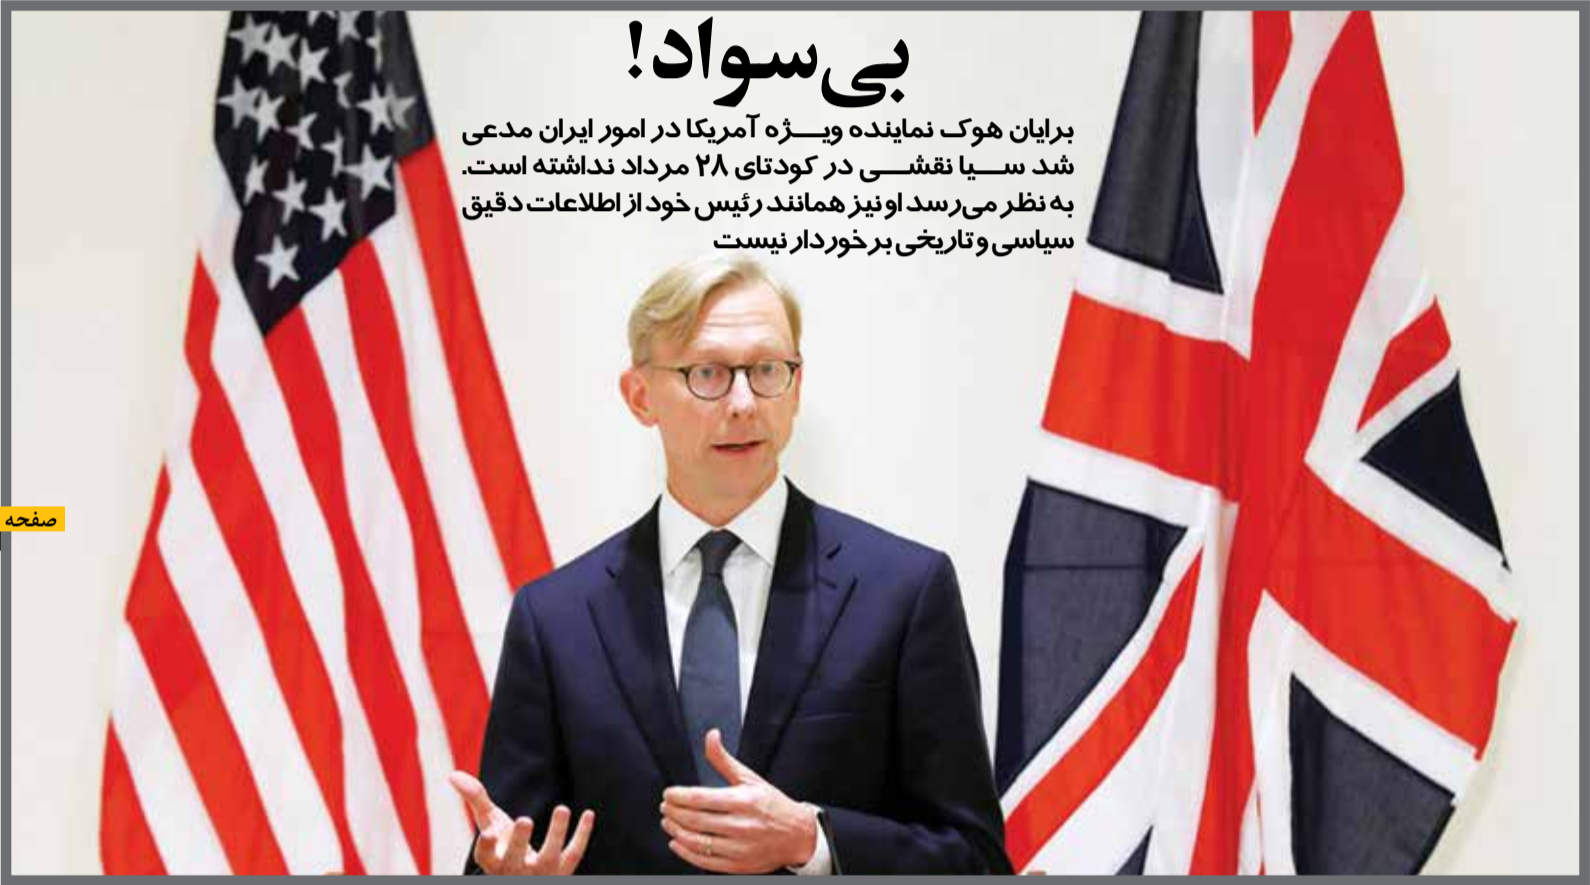 بی‌سواد!
برایان هوک نماینده ویـــژه آمریکا در امور ایران مدعی
شد ســـیا نقشـــی در کودتای ۲۸ مرداد نداشته است.
به نظر می‌رسد او نیز همانند رئیس خود از اطلاعات دقیق
سیاسی و تاریخی برخوردار نیست
صفحه